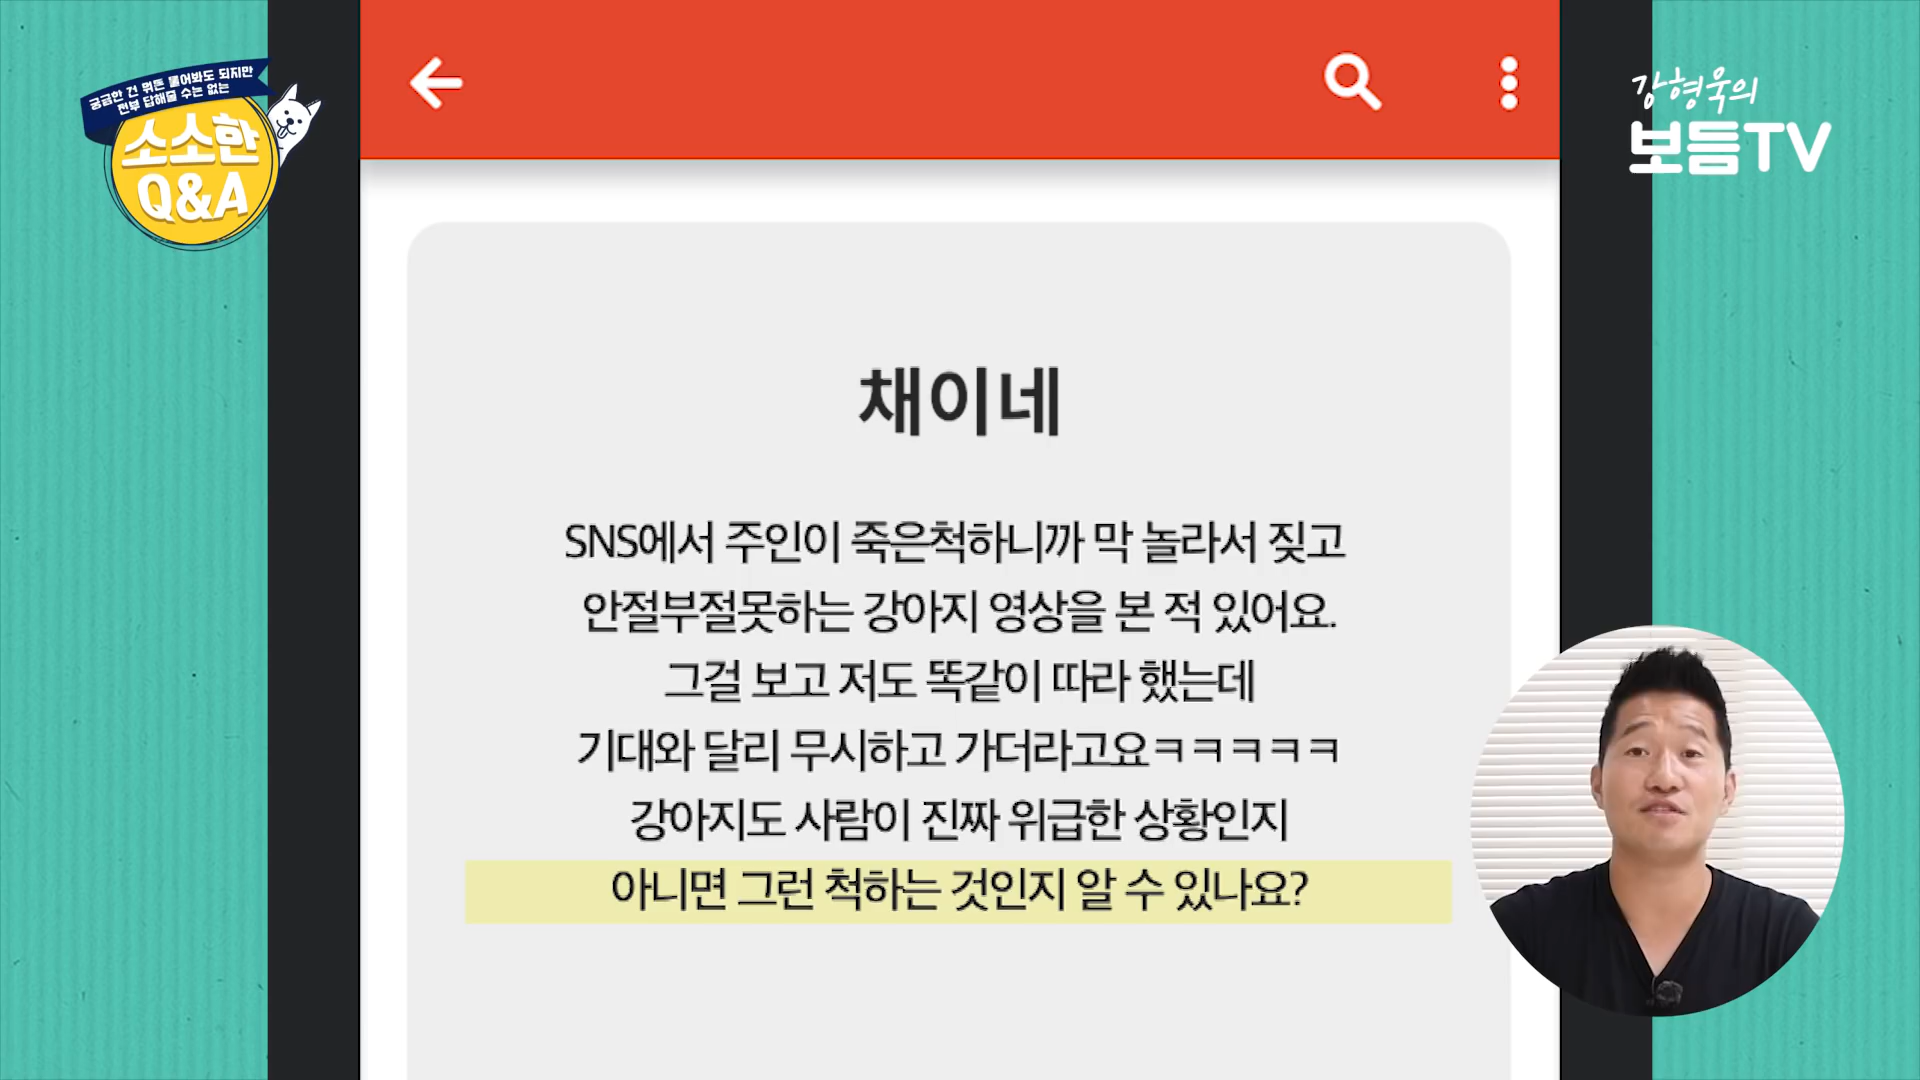 궁금한 건 뭐든 물어봐도 되지만
전부 답해줄 수는 없는
소소한
Q&A
강형욱의
보듬TV
채이네
SNS에서 주인이 죽은척하니까 막 놀라서 짖고
안절부절못하는 강아지 영상을 본 적 있어요.
그걸 보고 저도 똑같이 따라 했는데
기대와 달리 무시하고 가더라고요ㅋㅋㅋㅋㅋ
강아지도 사람이 진짜 위급한 상황인지
아니면 그런 척하는 것인지 알 수 있나요?